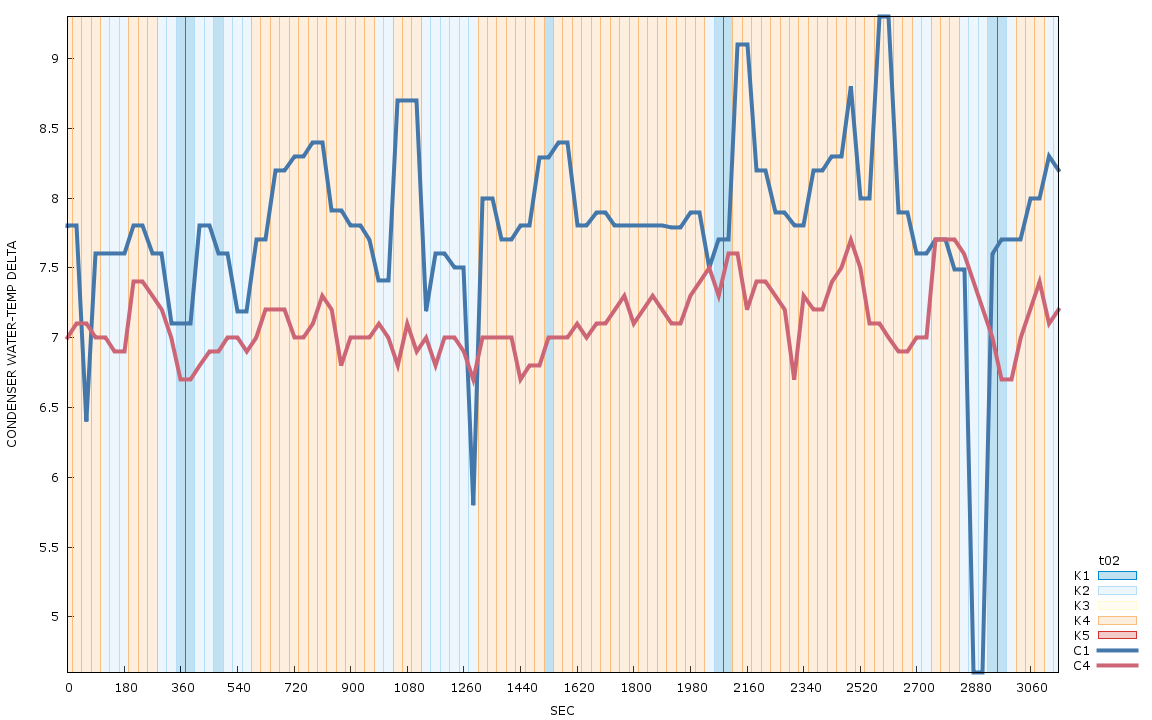 CONDENSER WATER-TEMP DELTA
9
8.5
8
7.5
7
6.5
6
5.5
5
0 180 360 540 720 900 1080 1260 1440 1620 1800 1980 2160 2340 2520 2700 2880 3060
SEC
t02
K1
K2
K3
K4
K5
C1
C4